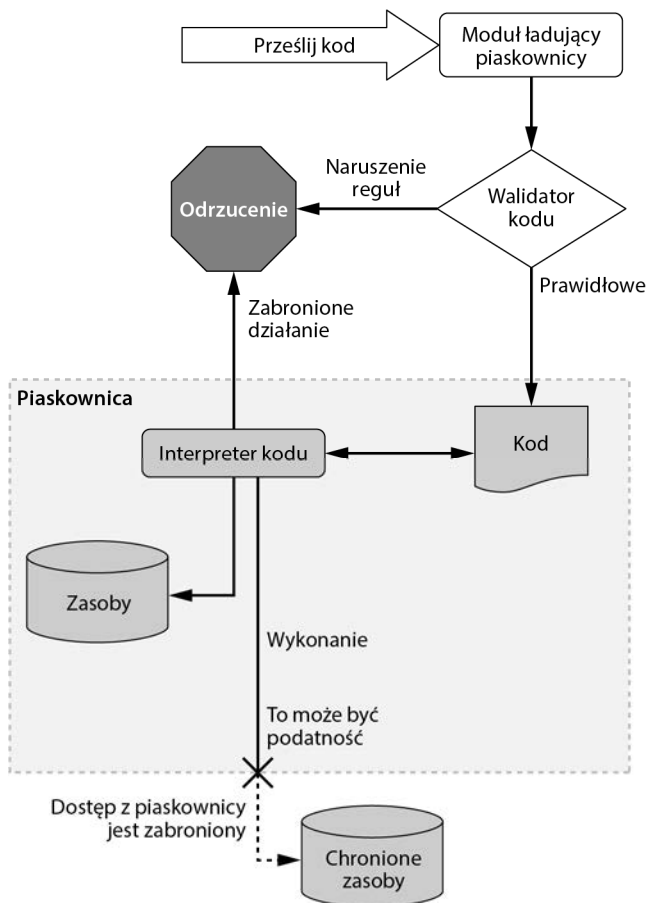 Prześlij kod
Moduł ładujący
piaskownicy
Naruszenie
reguł
Odrzucenie
Walidator
kodu
Zabronione
działanie
Prawidłowe
Piaskownica
Interpreter kodu
Kod
Zasoby
Wykonanie
To może być
podatność
Dostęp z piaskownicy
jest zabroniony
Chronione
zasoby